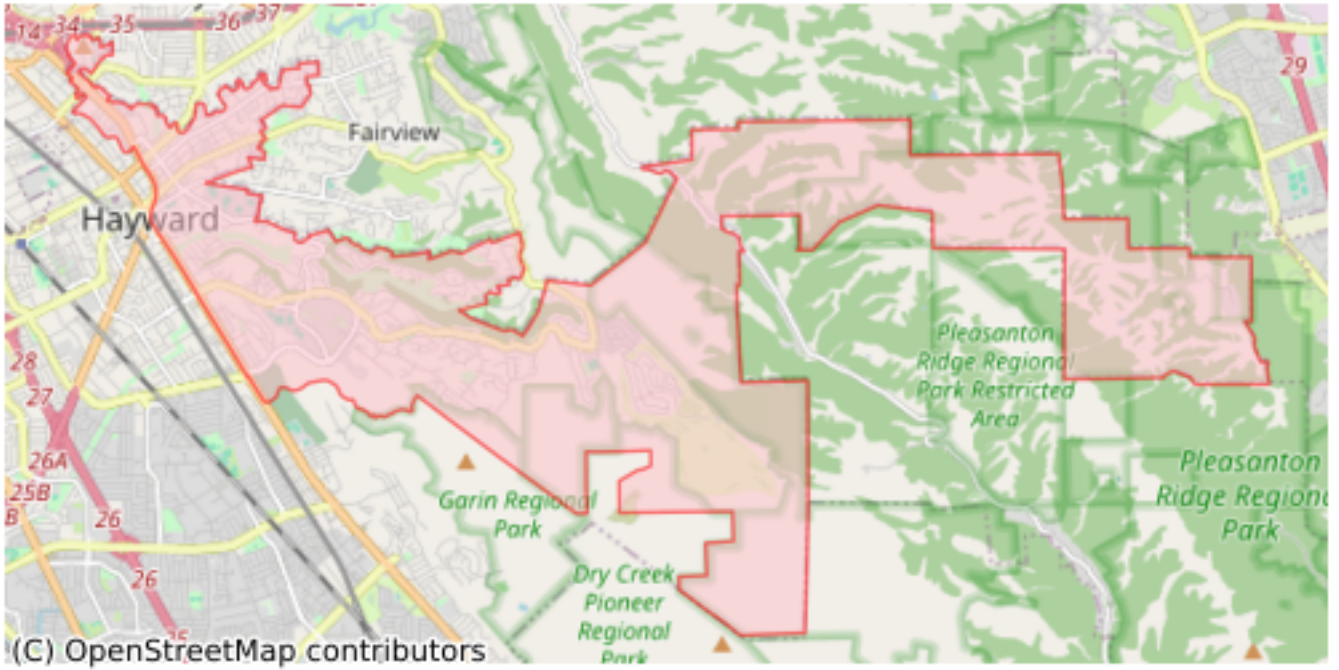 14
34
35
36
37
29
Fairview
Hayward
28
27
26A
25B
B
26
26
Pleasanton
Ridge Regional
Park Restricted
Area
Pleasanton
Ridge Regiona
Park
Garin Regional
Park
Dry Creek
Pioneer
Regional
Park
(C) OpenStreetMap contributors